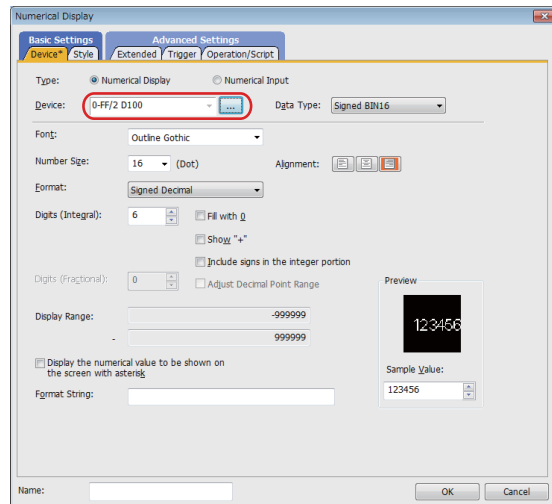 Numerical Display
Basic Settings Advanced Settings
Device* Style Extended Trigger Operation/Script
Type: Numerical Display Numerical Input
Device: 0-FF/2 D100 ... Data Type: Signed BIN16
Font: Outline Gothic
Number Size: 16 (Dot) Alignment:
Format: Signed Decimal
Digits (Integral): 6 Fill with 0
Show "+"
Include signs in the integer portion
Digits (Fractional): 0 Adjust Decimal Point Range
Preview
Display Range: -999999
123456
- 999999
Display the numerical value to be shown on
the screen with asterisk
Sample Value:
123456
Format String:
Name: OK Cancel